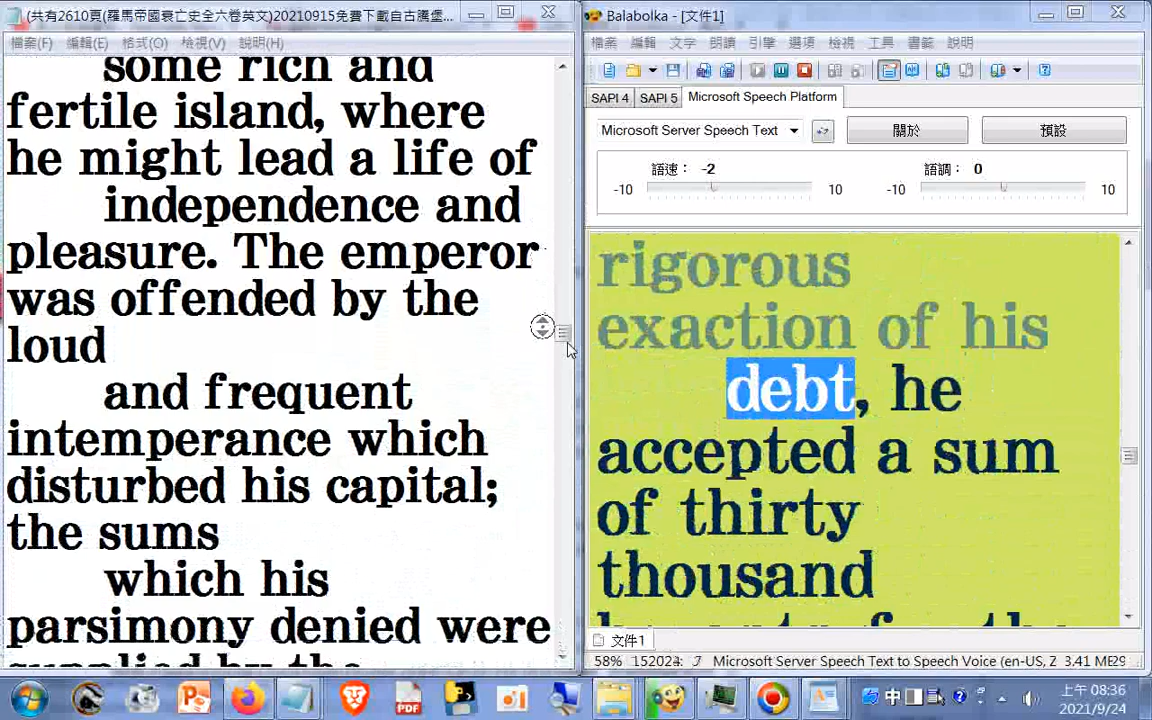 (共有2610頁(羅馬帝國衰亡史全六卷英文)20210915免費下載自古騰堡...
檔案(F) 編輯(E) 格式(O) 檢視(V) 說明(H)
some rich and
fertile island, where
he might lead a life of
independence and
pleasure. The emperor
was offended by the
loud
and frequent
intemperance which
disturbed his capital;
the sums
which his
parsimony denied were
supplied by the
Balabolka - [文件1]
檔案 編輯 文字 朗讀 引擎 選項 檢視 工具 書籤 說明
SAPI 4 SAPI 5 Microsoft Speech Platform
Microsoft Server Speech Text 關於 預設
語速： -2 語調： 0
-10 10 -10 10
rigorous
exaction of his
debt, he
accepted a sum
of thirty
thousand
文件1
58% Microsoft Server Speech Text to Speech Voice (en-US, Z 3.41 ME
中
上午 08:36
2021/9/24